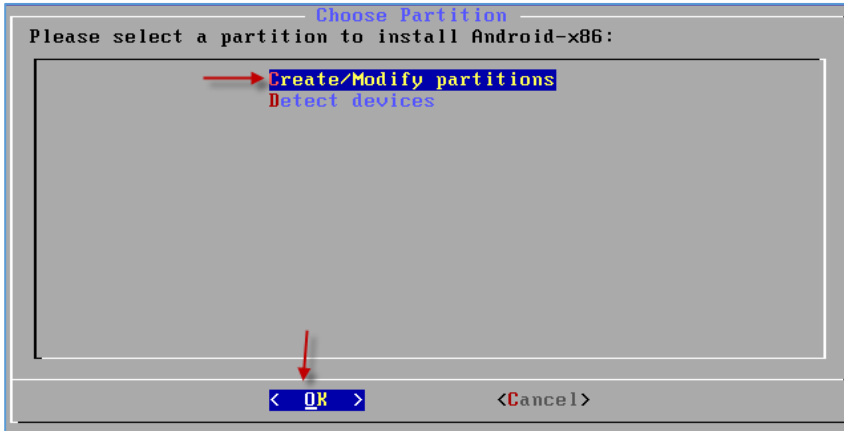 Choose Partition
Please select a partition to install Android-x86:
Create/Modify partitions
Detect devices
< OK > <Cancel>